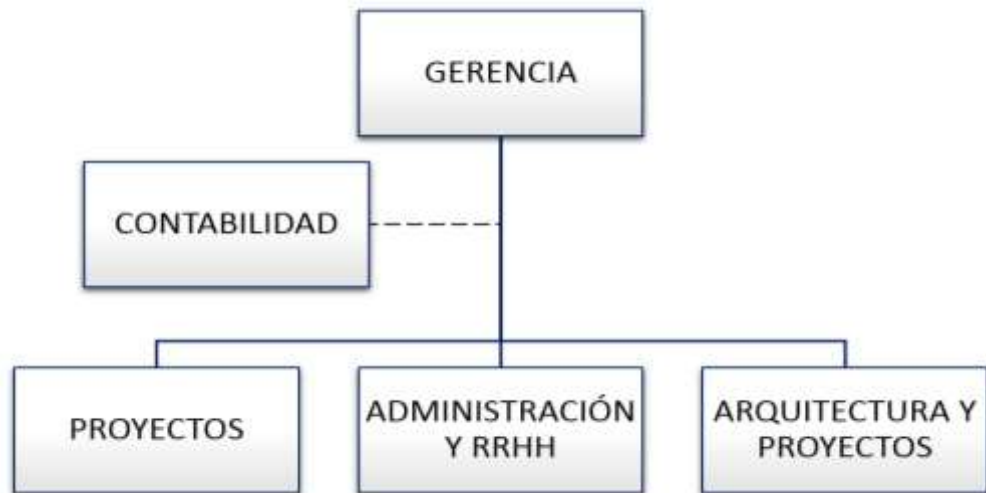 GERENCIA
CONTABILIDAD
PROYECTOS
ADMINISTRACIÓN
Y RRHH
ARQUITECTURA Y
PROYECTOS